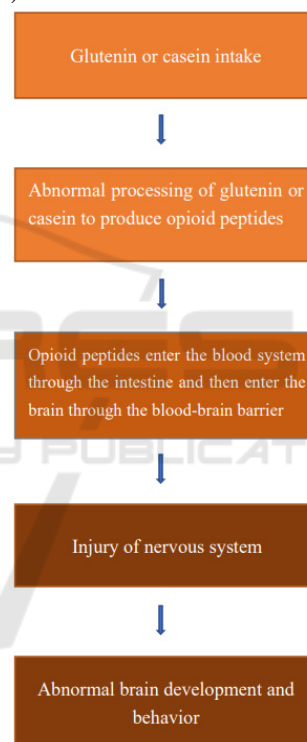 )
Glutenin or casein intake
Abnormal processing of glutenin or
casein to produce opioid peptides
Opioid peptides enter the blood system
through the intestine and then enter the
brain through the blood-brain barrier
Injury of nervous system
Abnormal brain development and
behavior